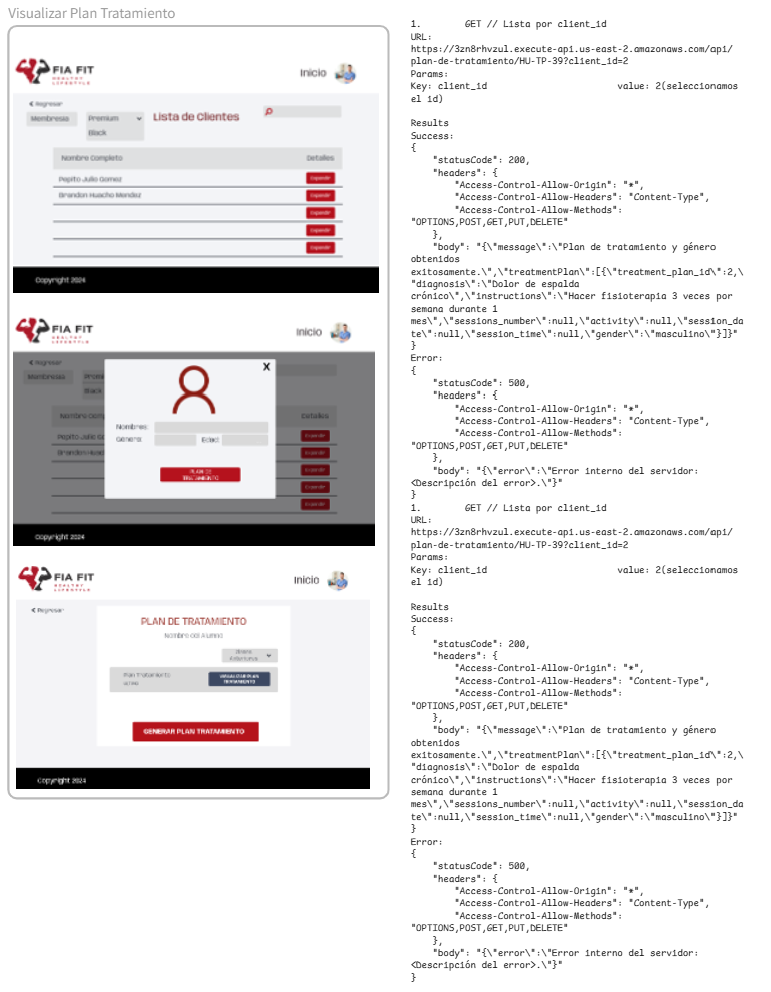 Visualizar Plan Tratamiento
FIA FIT
HEALTHY
LIFESTYLE
Inicio
Regresar
Membresia
Premium
Black
Lista de Clientes
Nombre Completo
Detalles
Pepito Julio Gomez
Expandir
Brandon Huacho Mendez
Expandir
Expandir
Expandir
Expandir
Copyright 2024
FIA FIT
HEALTHY
LIFESTYLE
Inicio
Regresar
Membresia
Black
X
Detalles
Nombres:
Género:
Edad:
PLAN DE
TRATAMIENTO
Expandir
Expandir
Expandir
Expandir
Expandir
Copyright 2024
FIA FIT
HEALTHY
LIFESTYLE
Inicio
Regresar
PLAN DE TRATAMIENTO
Nombre del Alumno
Plan Tratamiento
VISUALIZAR PLAN
TRATAMIENTO
GENERAR PLAN TRATAMIENTO
Copyright 2024
1. GET // Lista por client_id
URL:
https://3zn8rhvzul.execute-api.us-east-2.amazonaws.com/api/
plan-de-tratamiento/HU-TP-39?client_id=2
Params:
Key: client_id value: 2(seleccionamos
el id)
Results
Success:
{
"statusCode": 200,
"headers": {
"Access-Control-Allow-Origin": "*",
"Access-Control-Allow-Headers": "Content-Type",
"Access-Control-Allow-Methods":
"OPTIONS,POST,GET,PUT,DELETE"
},
"body": "{\"message\":\"Plan de tratamiento y género
obtenidos
exitosamente.\",\"treatmentPlan\":[{\"treatment_plan_id\":2,\
"diagnosis\":\"Dolor de espalda
crónico\",\"instructions\":\"Hacer fisioterapia 3 veces por
semana durante 1
mes\",\"sessions_number\":null,\"activity\":null,\"session_da
te\":null,\"session_time\":null,\"gender\":\"masculino\"}]}"
}
Error:
{
"statusCode": 500,
"headers": {
"Access-Control-Allow-Origin": "*",
"Access-Control-Allow-Headers": "Content-Type",
"Access-Control-Allow-Methods":
"OPTIONS,POST,GET,PUT,DELETE"
},
"body": "{\"error\":\"Error interno del servidor:
<Descripción del error>.\"}"
}
1. GET // Lista por client_id
URL:
https://3zn8rhvzul.execute-api.us-east-2.amazonaws.com/api/
plan-de-tratamiento/HU-TP-39?client_id=2
Params:
Key: client_id value: 2(seleccionamos
el id)
Results
Success:
{
"statusCode": 200,
"headers": {
"Access-Control-Allow-Origin": "*",
"Access-Control-Allow-Headers": "Content-Type",
"Access-Control-Allow-Methods":
"OPTIONS,POST,GET,PUT,DELETE"
},
"body": "{\"message\":\"Plan de tratamiento y género
obtenidos
exitosamente.\",\"treatmentPlan\":[{\"treatment_plan_id\":2,\
"diagnosis\":\"Dolor de espalda
crónico\",\"instructions\":\"Hacer fisioterapia 3 veces por
semana durante 1
mes\",\"sessions_number\":null,\"activity\":null,\"session_da
te\":null,\"session_time\":null,\"gender\":\"masculino\"}]}"
}
Error:
{
"statusCode": 500,
"headers": {
"Access-Control-Allow-Origin": "*",
"Access-Control-Allow-Headers": "Content-Type",
"Access-Control-Allow-Methods":
"OPTIONS,POST,GET,PUT,DELETE"
},
"body": "{\"error\":\"Error interno del servidor:
<Descripción del error>.\"}"
}